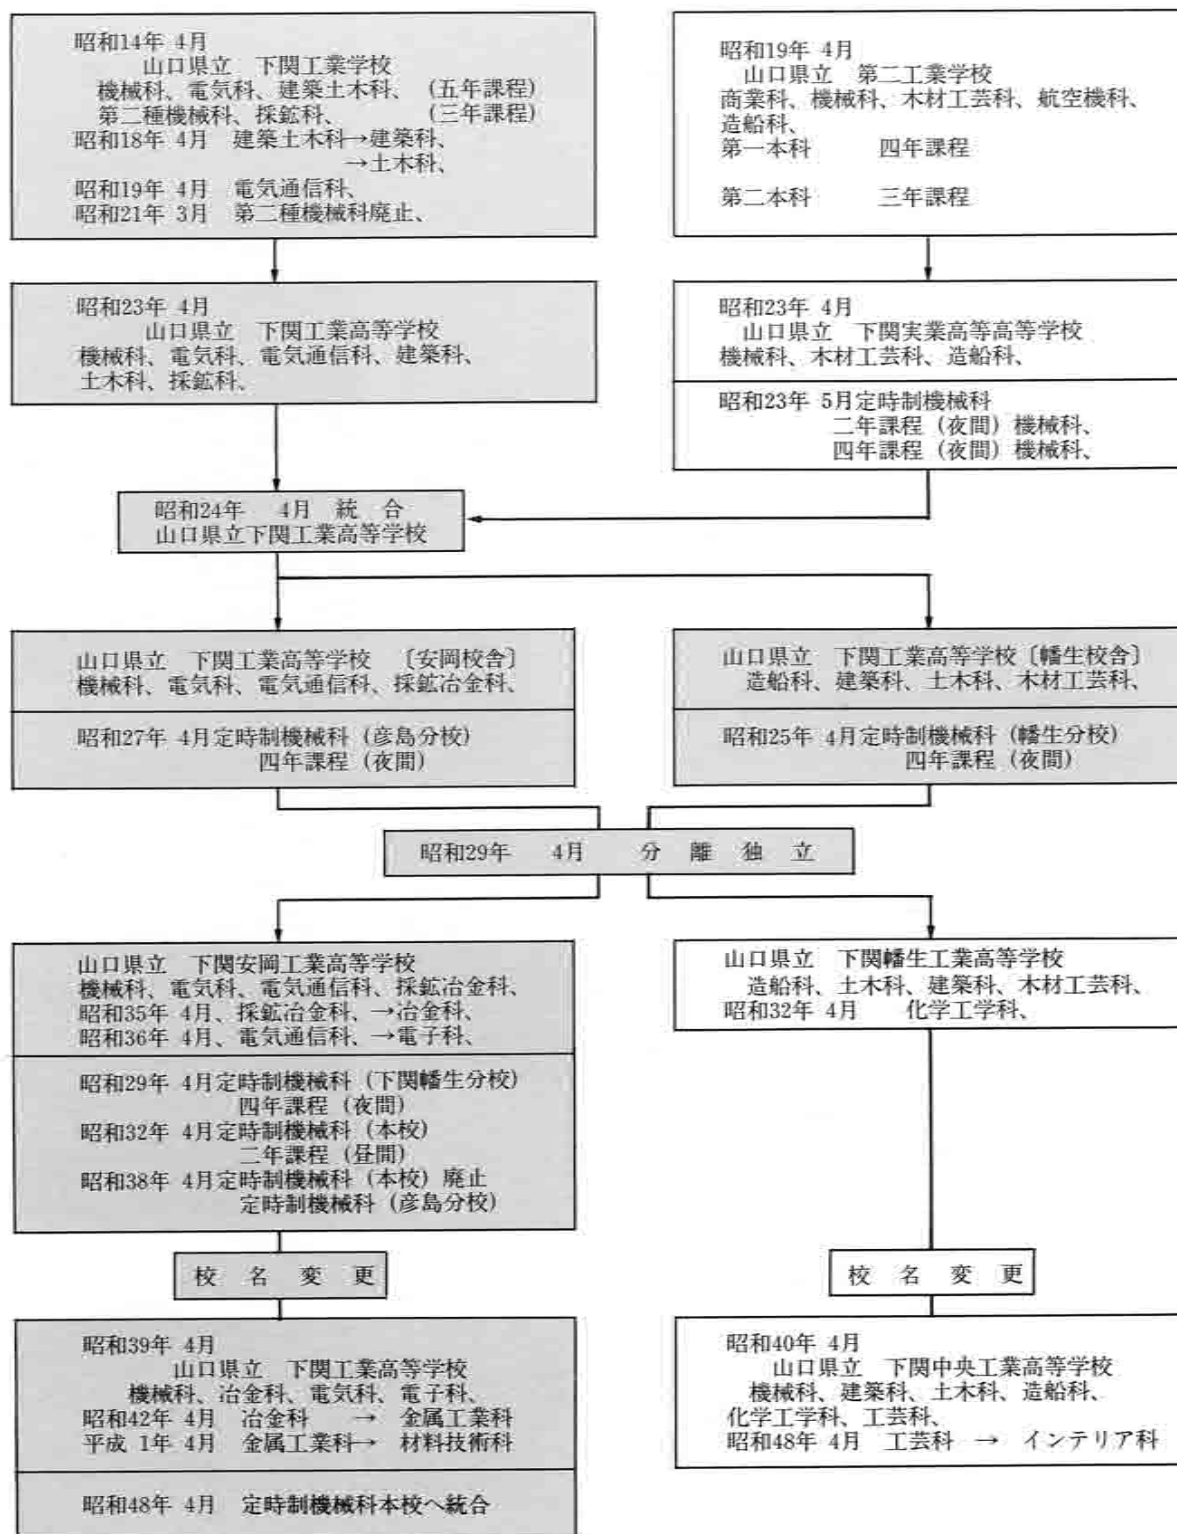 昭和14年 4月
山口県立 下関工業学校
機械科、電気科、建築土木科、 (五年課程)
第二種機械科、採鉱科、 (三年課程)
昭和18年 4月 建築土木科→建築科、
→土木科、
昭和19年 4月 電気通信科、
昭和21年 3月 第二種機械科廃止、
昭和19年 4月
山口県立 第二工業学校
商業科、機械科、木材工芸科、航空機科、
造船科、
第一本科 四年課程
第二本科 三年課程
昭和23年 4月
山口県立 下関工業高等学校
機械科、電気科、電気通信科、建築科、
土木科、採鉱科、
昭和23年 4月
山口県立 下関実業高等高等学校
機械科、木材工芸科、造船科、
昭和23年 5月定時制機械科
二年課程 (夜間) 機械科、
四年課程 (夜間) 機械科、
昭和24年 4月 統 合
山口県立下関工業高等学校
山口県立 下関工業高等学校 〔安岡校舎〕
機械科、電気科、電気通信科、採鉱冶金科、
昭和27年 4月定時制機械科 (彦島分校)
四年課程 (夜間)
山口県立 下関工業高等学校〔幡生校舎〕
造船科、建築科、土木科、木材工芸科、
昭和25年 4月定時制機械科 (幡生分校)
四年課程 (夜間)
昭和29年 4月 分 離 独 立
山口県立 下関安岡工業高等学校
機械科、電気科、電気通信科、採鉱冶金科、
昭和35年 4月、採鉱冶金科、→冶金科、
昭和36年 4月、電気通信科、→電子科、
昭和29年 4月定時制機械科 (下関幡生分校)
四年課程 (夜間)
昭和32年 4月定時制機械科 (本校)
二年課程 (昼間)
昭和38年 4月定時制機械科 (本校) 廃止
定時制機械科 (彦島分校)
山口県立 下関幡生工業高等学校
造船科、土木科、建築科、木材工芸科、
昭和32年 4月 化学工学科、
校 名 変 更
校 名 変 更
昭和39年 4月
山口県立 下関工業高等学校
機械科、冶金科、電気科、電子科、
昭和42年 4月 冶金科 → 金属工業科
平成 1年 4月 金属工業科→ 材料技術科
昭和48年 4月 定時制機械科本校へ統合
昭和40年 4月
山口県立 下関中央工業高等学校
機械科、建築科、土木科、造船科、
化学工学科、工芸科、
昭和48年 4月 工芸科 → インテリア科